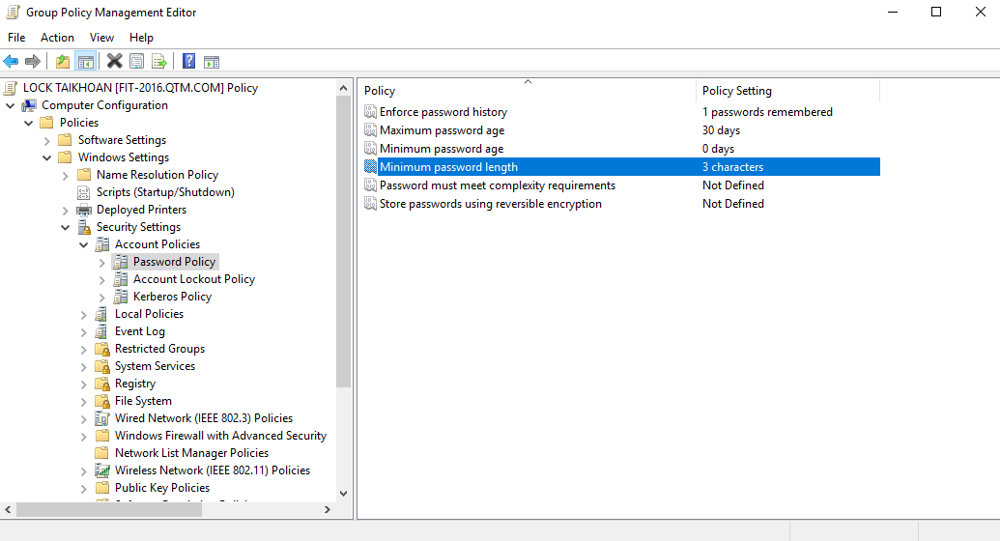 Group Policy Management Editor
File Action View Help
LOCK TAIKHOAN [FIT-2016.QTM.COM] Policy
Computer Configuration
Policies
Software Settings
Windows Settings
Name Resolution Policy
Scripts (Startup/Shutdown)
Deployed Printers
Security Settings
Account Policies
Password Policy
Account Lockout Policy
Kerberos Policy
Local Policies
Event Log
Restricted Groups
System Services
Registry
File System
Wired Network (IEEE 802.3) Policies
Windows Firewall with Advanced Security
Network List Manager Policies
Wireless Network (IEEE 802.11) Policies
Public Key Policies
Policy Policy Setting
Enforce password history 1 passwords remembered
Maximum password age 30 days
Minimum password age 0 days
Minimum password length 3 characters
Password must meet complexity requirements Not Defined
Store passwords using reversible encryption Not Defined